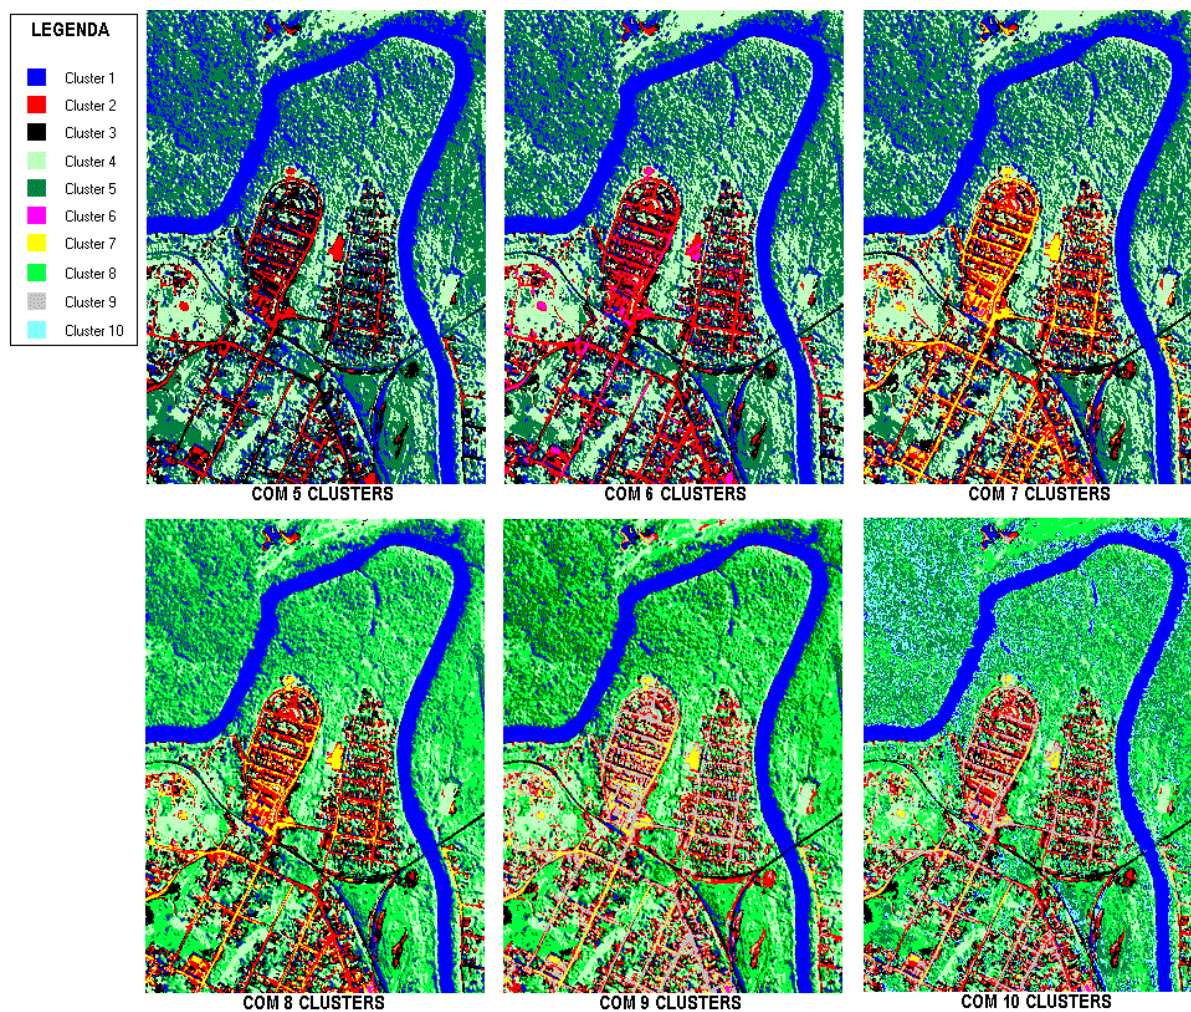 LEGENDA
Cluster 1
Cluster 2
Cluster 3
Cluster 4
Cluster 5
Cluster 6
Cluster 7
Cluster 8
Cluster 9
Cluster 10
COM 5 CLUSTERS
COM 6 CLUSTERS
COM 7 CLUSTERS
COM 8 CLUSTERS
COM 9 CLUSTERS
COM 10 CLUSTERS